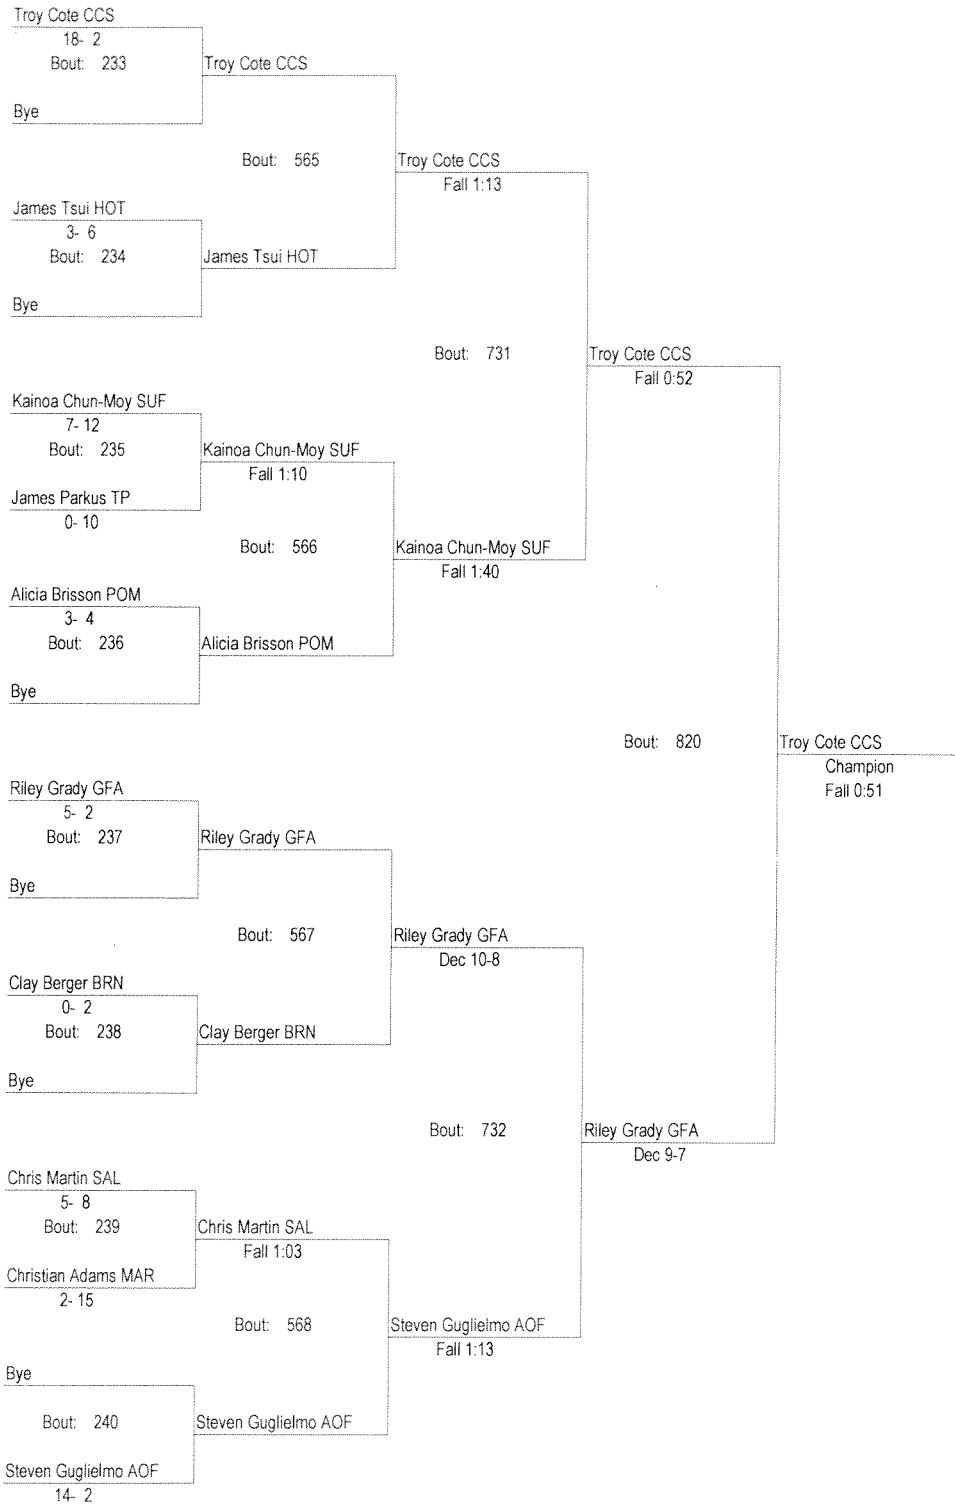 Troy Cote CCS
18- 2
Bout: 233
Troy Cote CCS
Bye
Bout: 565
Troy Cote CCS
Fall 1:13
James Tsui HOT
3- 6
Bout: 234
James Tsui HOT
Bye
Bout: 731
Troy Cote CCS
Fall 0:52
Kainoa Chun-Moy SUF
7- 12
Bout: 235
Kainoa Chun-Moy SUF
Fall 1:10
James Parkus TP
0- 10
Bout: 566
Kainoa Chun-Moy SUF
Fall 1:40
Alicia Brisson POM
3- 4
Bout: 236
Alicia Brisson POM
Bye
Bout: 820
Troy Cote CCS
Champion
Fall 0:51
Riley Grady GFA
5- 2
Bout: 237
Riley Grady GFA
Bye
Bout: 567
Riley Grady GFA
Dec 10-8
Clay Berger BRN
0- 2
Bout: 238
Clay Berger BRN
Bye
Bout: 732
Riley Grady GFA
Dec 9-7
Chris Martin SAL
5- 8
Bout: 239
Chris Martin SAL
Fall 1:03
Christian Adams MAR
2- 15
Bout: 568
Steven Guglielmo AOF
Fall 1:13
Bye
Bout: 240
Steven Guglielmo AOF
Steven Guglielmo AOF
14- 2